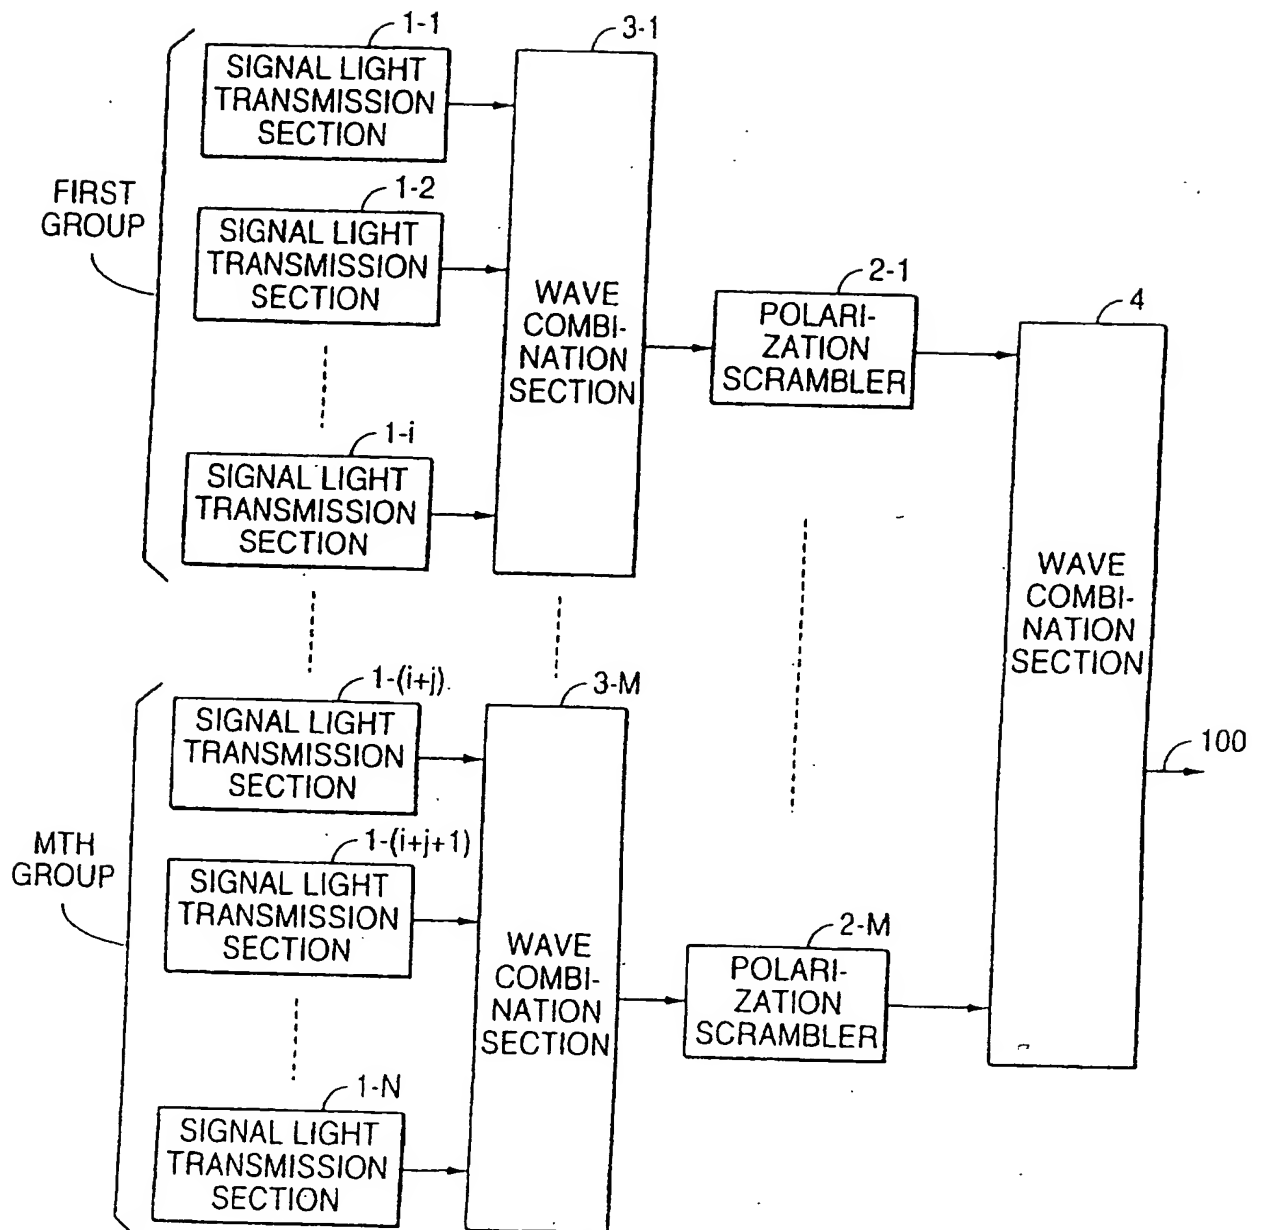 1-1
SIGNAL LIGHT
TRANSMISSION
SECTION
3-1
FIRST
GROUP
1-2
SIGNAL LIGHT
TRANSMISSION
SECTION
WAVE
COMBI-
NATION
SECTION
2-1
POLARI-
ZATION
SCRAMBLER
4
1-i
SIGNAL LIGHT
TRANSMISSION
SECTION
WAVE
COMBI-
NATION
SECTION
100
1-(i+j)
SIGNAL LIGHT
TRANSMISSION
SECTION
3-M
MTH
GROUP
1-(i+j+1)
SIGNAL LIGHT
TRANSMISSION
SECTION
WAVE
COMBI-
NATION
SECTION
2-M
POLARI-
ZATION
SCRAMBLER
1-N
SIGNAL LIGHT
TRANSMISSION
SECTION